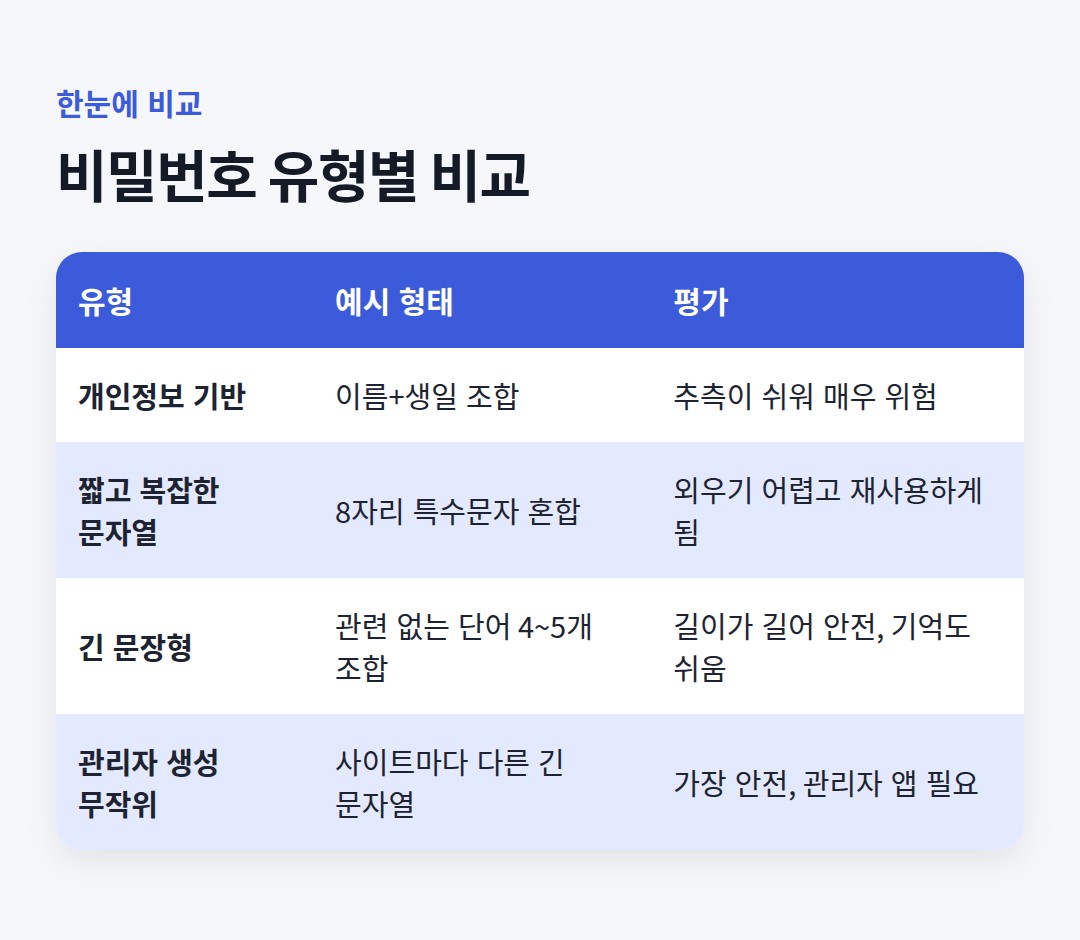 한눈에 비교
비밀번호 유형별 비교
유형 예시 형태 평가
개인정보 기반 이름+생일 조합 추측이 쉬워 매우 위험
짧고 복잡한
문자열
8자리 특수문자 혼합
외우기 어렵고 재사용하게
됨
긴 문장형
관련 없는 단어 4~5개
조합
길이가 길어 안전, 기억도
쉬움
관리자 생성
무작위
사이트마다 다른 긴
문자열
가장 안전, 관리자 앱 필요